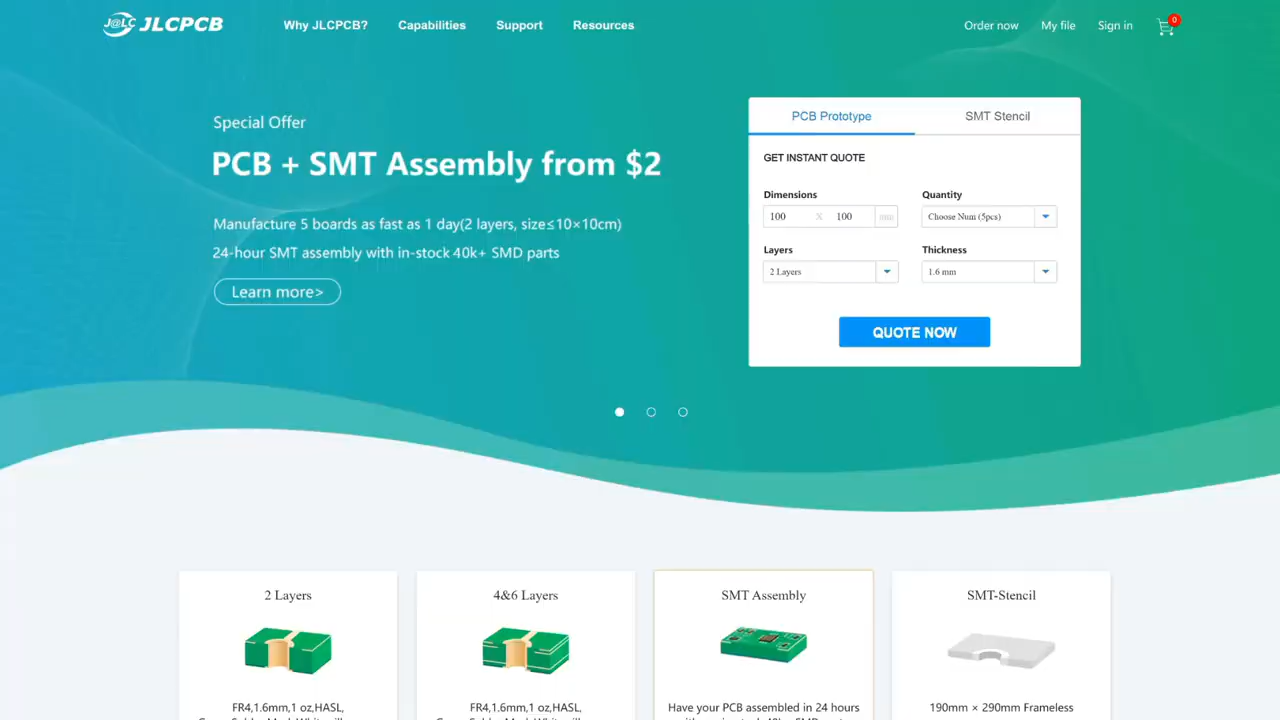 J@LC JLCPCB
Why JLCPCB?
Capabilities
Support
Resources
Order now
My file
Sign in
0
Special Offer
PCB + SMT Assembly from $2
Manufacture 5 boards as fast as 1 day(2 layers, size≤10×10cm)
24-hour SMT assembly with in-stock 40k+ SMD parts
Learn more>
PCB Prototype
SMT Stencil
GET INSTANT QUOTE
Dimensions
Quantity
100 X 100 mm
Choose Num (5pcs)
Layers
Thickness
2 Layers
1.6 mm
QUOTE NOW
2 Layers
FR4,1.6mm,1 oz,HASL,
4&6 Layers
FR4,1.6mm,1 oz,HASL,
SMT Assembly
Have your PCB assembled in 24 hours
SMT-Stencil
190mm × 290mm Frameless